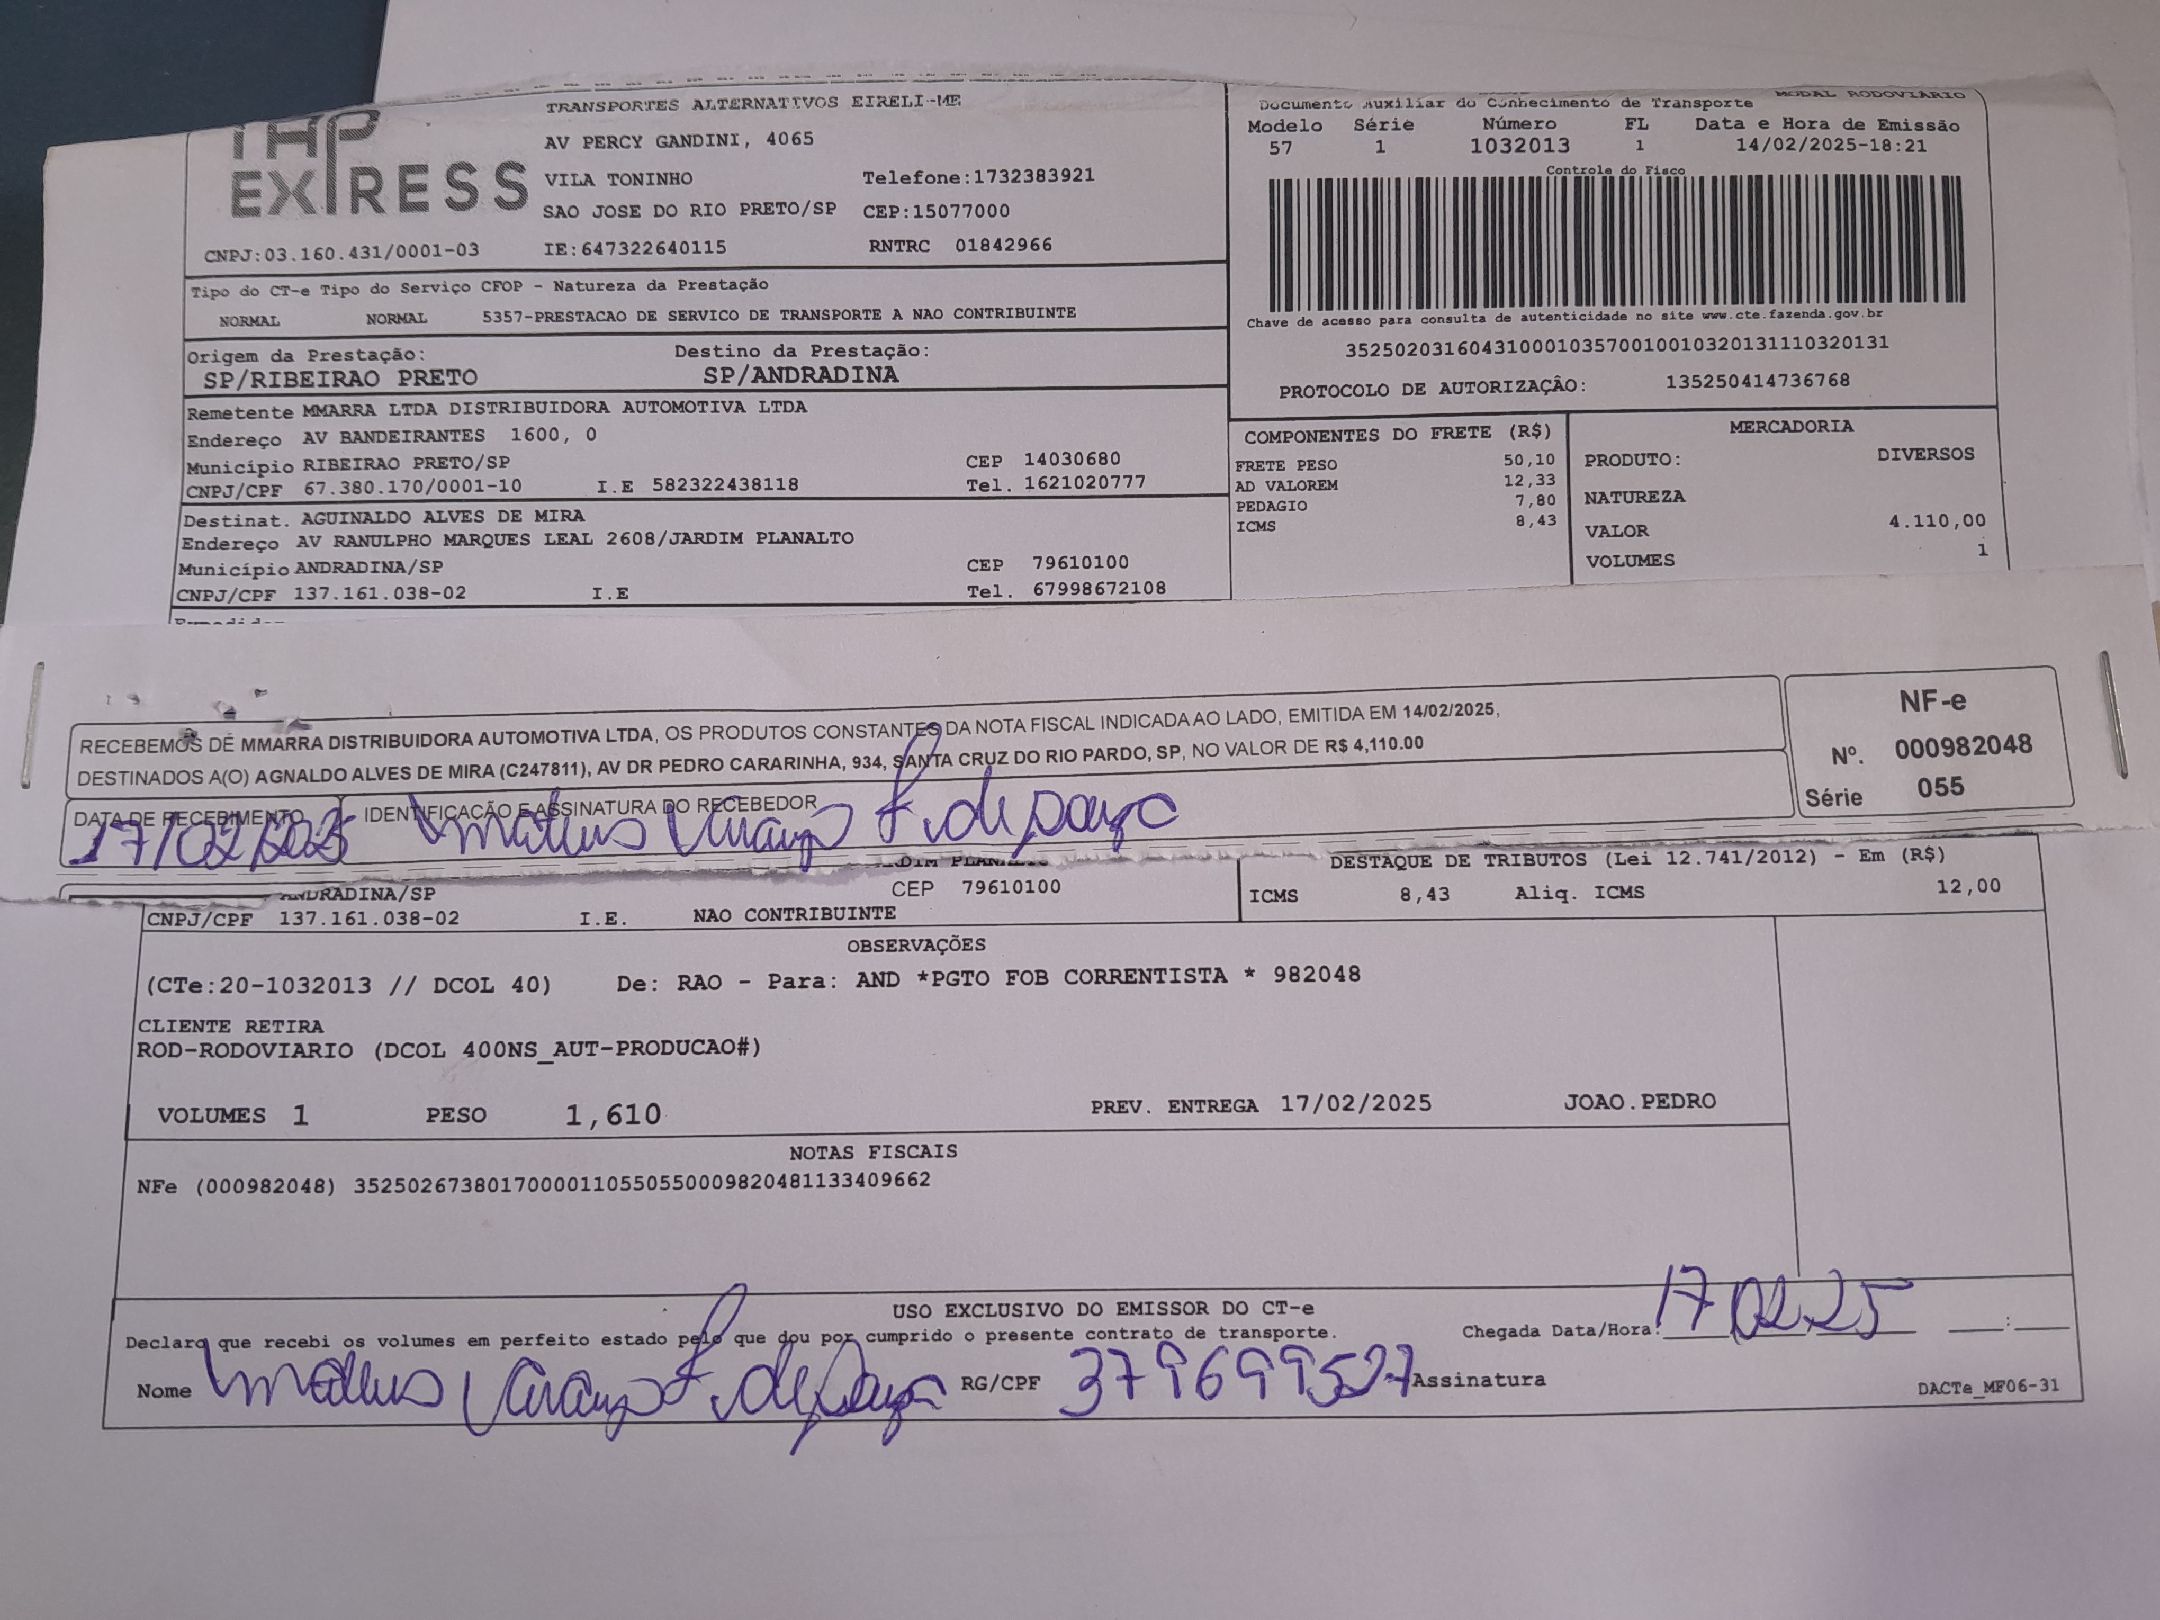 TRANSPORTES ALTERNATIVOS EIRELI-ME
EXPRESS
AV PERCY GANDINI, 4065
VILA TONINHO Telefone:1732383921
SAO JOSE DO RIO PRETO/SP CEP:15077000
CNPJ:03.160.431/0001-03 IE:647322640115 RNTRC 01842966
MODAL RODOVIARIO
Documento Auxiliar do Conhecimento de Transporte
Modelo Série Número FL Data e Hora de Emissão
57 1 1032013 1 14/02/2025-18:21
Controle do Fisco
Chave de acesso para consulta de autenticidade no site www.cte.fazenda.gov.br
35250203160431000103570010010320131110320131
PROTOCOLO DE AUTORIZAÇÃO: 135250414736768
Tipo do CT-e Tipo do Serviço CFOP - Natureza da Prestação
NORMAL NORMAL 5357-PRESTACAO DE SERVICO DE TRANSPORTE A NAO CONTRIBUINTE
Origem da Prestação: Destino da Prestação:
SP/RIBEIRAO PRETO SP/ANDRADINA
Remetente MMARRA LTDA DISTRIBUIDORA AUTOMOTIVA LTDA
Endereço AV BANDEIRANTES 1600, 0
Município RIBEIRAO PRETO/SP CEP 14030680
CNPJ/CPF 67.380.170/0001-10 I.E 582322438118 Tel. 1621020777
Destinat. AGUINALDO ALVES DE MIRA
Endereço AV RANULPHO MARQUES LEAL 2608/JARDIM PLANALTO
Município ANDRADINA/SP CEP 79610100
CNPJ/CPF 137.161.038-02 I.E Tel. 67998672108
COMPONENTES DO FRETE (R$)
FRETE PESO 50,10
AD VALOREM 12,33
PEDAGIO 7,80
ICMS 8,43
MERCADORIA
PRODUTO: DIVERSOS
NATUREZA
VALOR 4.110,00
VOLUMES 1
RECEBEMOS DE MMARRA DISTRIBUIDORA AUTOMOTIVA LTDA, OS PRODUTOS CONSTANTES DA NOTA FISCAL INDICADA AO LADO, EMITIDA EM 14/02/2025,
DESTINADOS A(O) AGNALDO ALVES DE MIRA (C247811), AV DR PEDRO CARARINHA, 934, SANTA CRUZ DO RIO PARDO, SP, NO VALOR DE R$ 4,110.00
DATA DE RECEBIMENTO IDENTIFICAÇÃO E ASSINATURA DO RECEBEDOR
17/02/2025 Mateus
NF-e
Nº. 000982048
Série 055
ANDRADINA/SP CEP 79610100
CNPJ/CPF 137.161.038-02 I.E. NAO CONTRIBUINTE
DESTAQUE DE TRIBUTOS (Lei 12.741/2012) - Em (R$)
ICMS 8,43 Aliq. ICMS 12,00
OBSERVAÇÕES
(CTe:20-1032013 // DCOL 40) De: RAO - Para: AND *PGTO FOB CORRENTISTA * 982048
CLIENTE RETIRA
ROD-RODOVIARIO (DCOL 400NS_AUT-PRODUCAO#)
VOLUMES 1 PESO 1,610 PREV. ENTREGA 17/02/2025 JOAO.PEDRO
NOTAS FISCAIS
NFe (000982048) 35250267380170000110550550009820481133409662
USO EXCLUSIVO DO EMISSOR DO CT-e
Declaro que recebi os volumes em perfeito estado pelo que dou por cumprido o presente contrato de transporte. Chegada Data/Hora: 17 02 25 __:__
Nome Mateus RG/CPF 379699527 Assinatura
DACTe_MF06-31